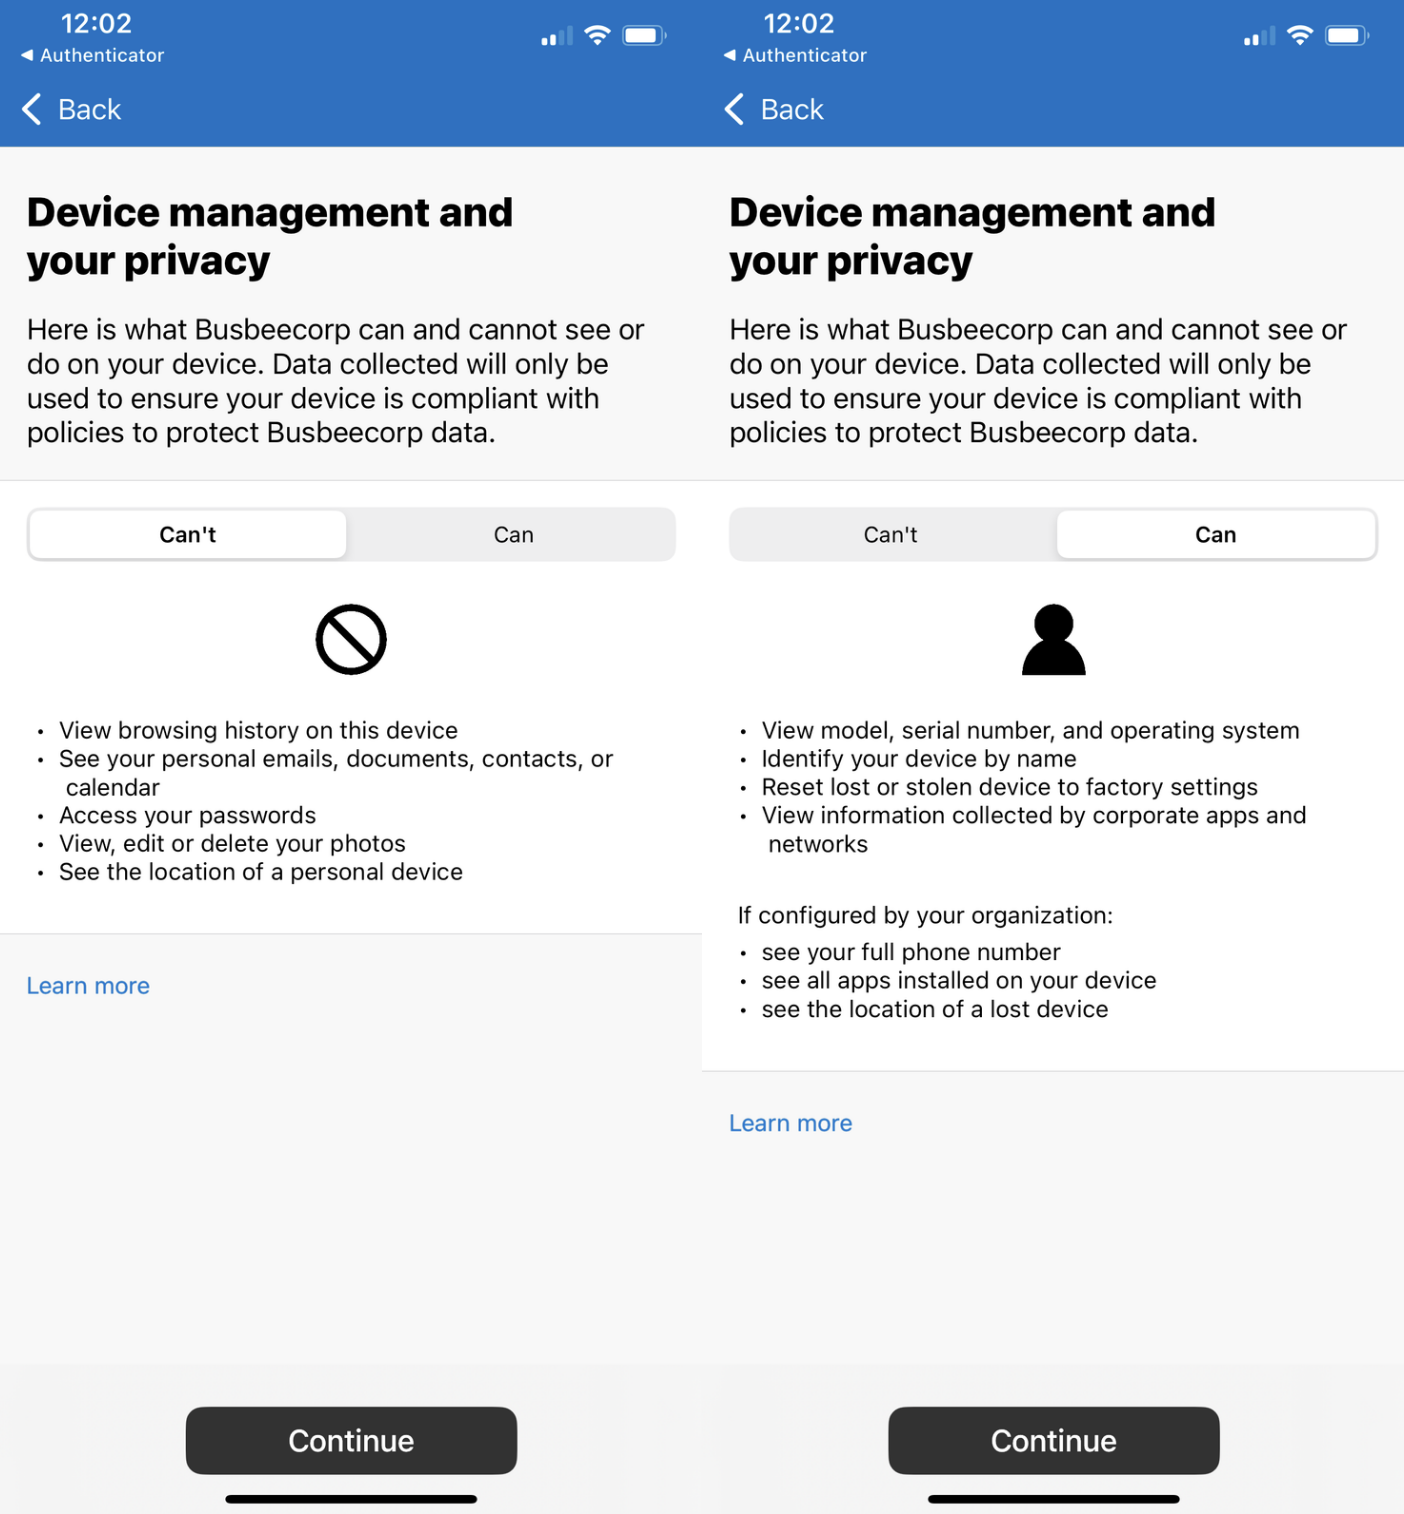 12:02
◀ Authenticator
Back
Device management and
your privacy
Here is what Busbeecorp can and cannot see or
do on your device. Data collected will only be
used to ensure your device is compliant with
policies to protect Busbeecorp data.
Can't
Can
• View browsing history on this device
• See your personal emails, documents, contacts, or
calendar
• Access your passwords
• View, edit or delete your photos
• See the location of a personal device
Learn more
Continue
12:02
◀ Authenticator
Back
Device management and
your privacy
Here is what Busbeecorp can and cannot see or
do on your device. Data collected will only be
used to ensure your device is compliant with
policies to protect Busbeecorp data.
Can't
Can
• View model, serial number, and operating system
• Identify your device by name
• Reset lost or stolen device to factory settings
• View information collected by corporate apps and
networks
If configured by your organization:
• see your full phone number
• see all apps installed on your device
• see the location of a lost device
Learn more
Continue